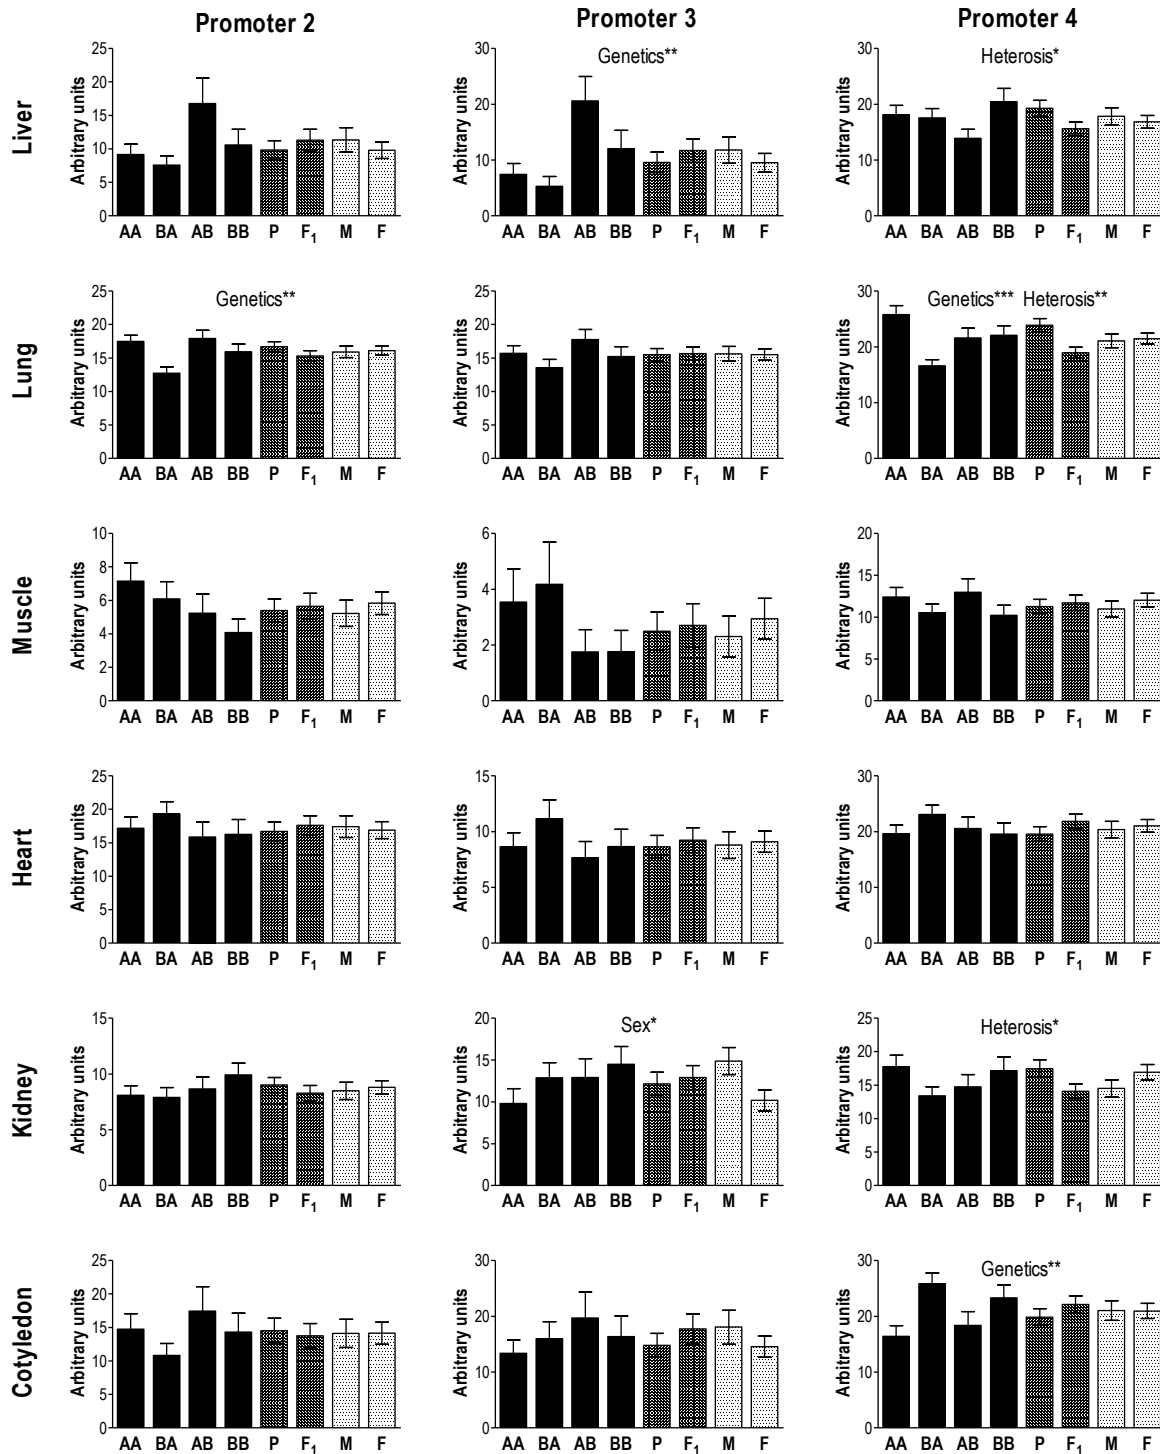 Promoter 2 Promoter 3 Promoter 4
Liver
Arbitrary units
25
20
15
10
5
0
AA BA AB BB P F1 M F
Genetics**
Arbitrary units
30
20
10
0
AA BA AB BB P F1 M F
Heterosis*
Arbitrary units
30
20
10
0
AA BA AB BB P F1 M F
Lung
Genetics**
Arbitrary units
25
20
15
10
5
0
AA BA AB BB P F1 M F
Arbitrary units
25
20
15
10
5
0
AA BA AB BB P F1 M F
Genetics*** Heterosis**
Arbitrary units
30
20
10
0
AA BA AB BB P F1 M F
Muscle
Arbitrary units
10
8
6
4
2
0
AA BA AB BB P F1 M F
Arbitrary units
6
4
2
0
AA BA AB BB P F1 M F
Arbitrary units
20
15
10
5
0
AA BA AB BB P F1 M F
Heart
Arbitrary units
25
20
15
10
5
0
AA BA AB BB P F1 M F
Arbitrary units
15
10
5
0
AA BA AB BB P F1 M F
Arbitrary units
30
20
10
0
AA BA AB BB P F1 M F
Kidney
Arbitrary units
15
10
5
0
AA BA AB BB P F1 M F
Sex*
Arbitrary units
20
15
10
5
0
AA BA AB BB P F1 M F
Heterosis*
Arbitrary units
25
20
15
10
5
0
AA BA AB BB P F1 M F
Cotyledon
Arbitrary units
25
20
15
10
5
0
AA BA AB BB P F1 M F
Arbitrary units
30
20
10
0
AA BA AB BB P F1 M F
Genetics**
Arbitrary units
30
20
10
0
AA BA AB BB P F1 M F